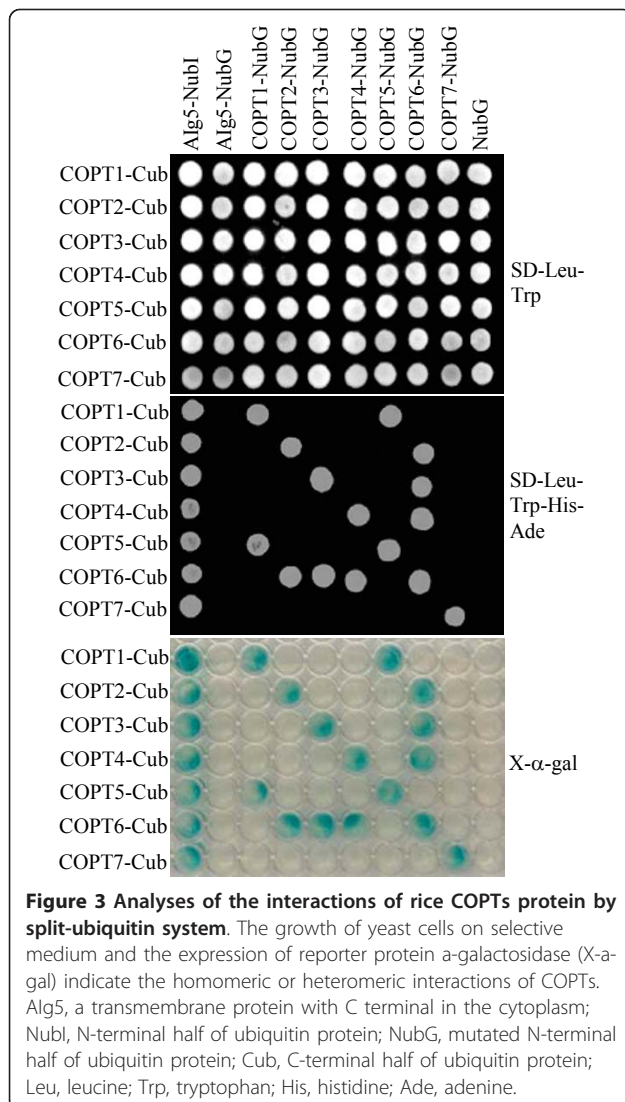 Alg5-NubI
Alg5-NubG
COPT1-NubG
COPT2-NubG
COPT3-NubG
COPT4-NubG
COPT5-NubG
COPT6-NubG
COPT7-NubG
NubG
COPT1-Cub
COPT2-Cub
COPT3-Cub
COPT4-Cub
COPT5-Cub
COPT6-Cub
COPT7-Cub
SD-Leu-
Trp
COPT1-Cub
COPT2-Cub
COPT3-Cub
COPT4-Cub
COPT5-Cub
COPT6-Cub
COPT7-Cub
SD-Leu-
Trp-His-
Ade
COPT1-Cub
COPT2-Cub
COPT3-Cub
COPT4-Cub
COPT5-Cub
COPT6-Cub
COPT7-Cub
X-α-gal
Figure 3 Analyses of the interactions of rice COPTs protein by
split-ubiquitin system. The growth of yeast cells on selective
medium and the expression of reporter protein a-galactosidase (X-a-
gal) indicate the homomeric or heteromeric interactions of COPTs.
Alg5, a transmembrane protein with C terminal in the cytoplasm;
NubI, N-terminal half of ubiquitin protein; NubG, mutated N-terminal
half of ubiquitin protein; Cub, C-terminal half of ubiquitin protein;
Leu, leucine; Trp, tryptophan; His, histidine; Ade, adenine.